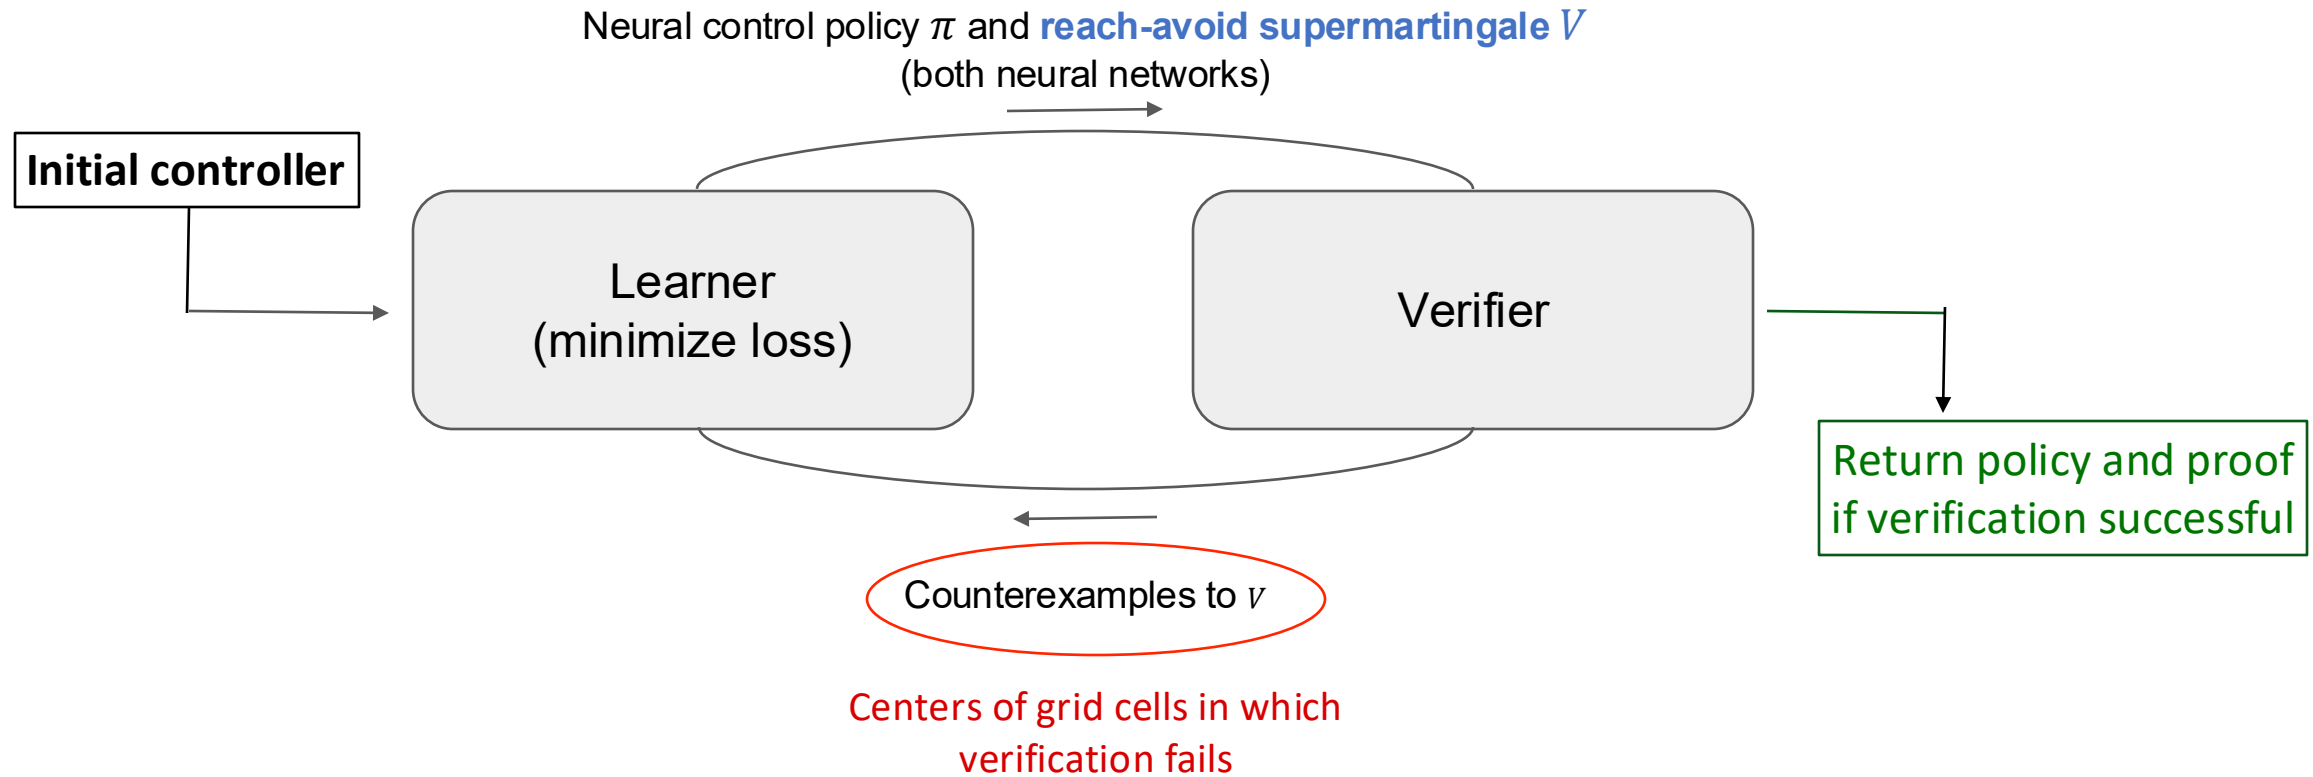 Neural control policy π and reach-avoid supermartingale V
(both neural networks)
Initial controller
Learner
(minimize loss)
Verifier
Return policy and proof
if verification successful
Counterexamples to V
Centers of grid cells in which
verification fails